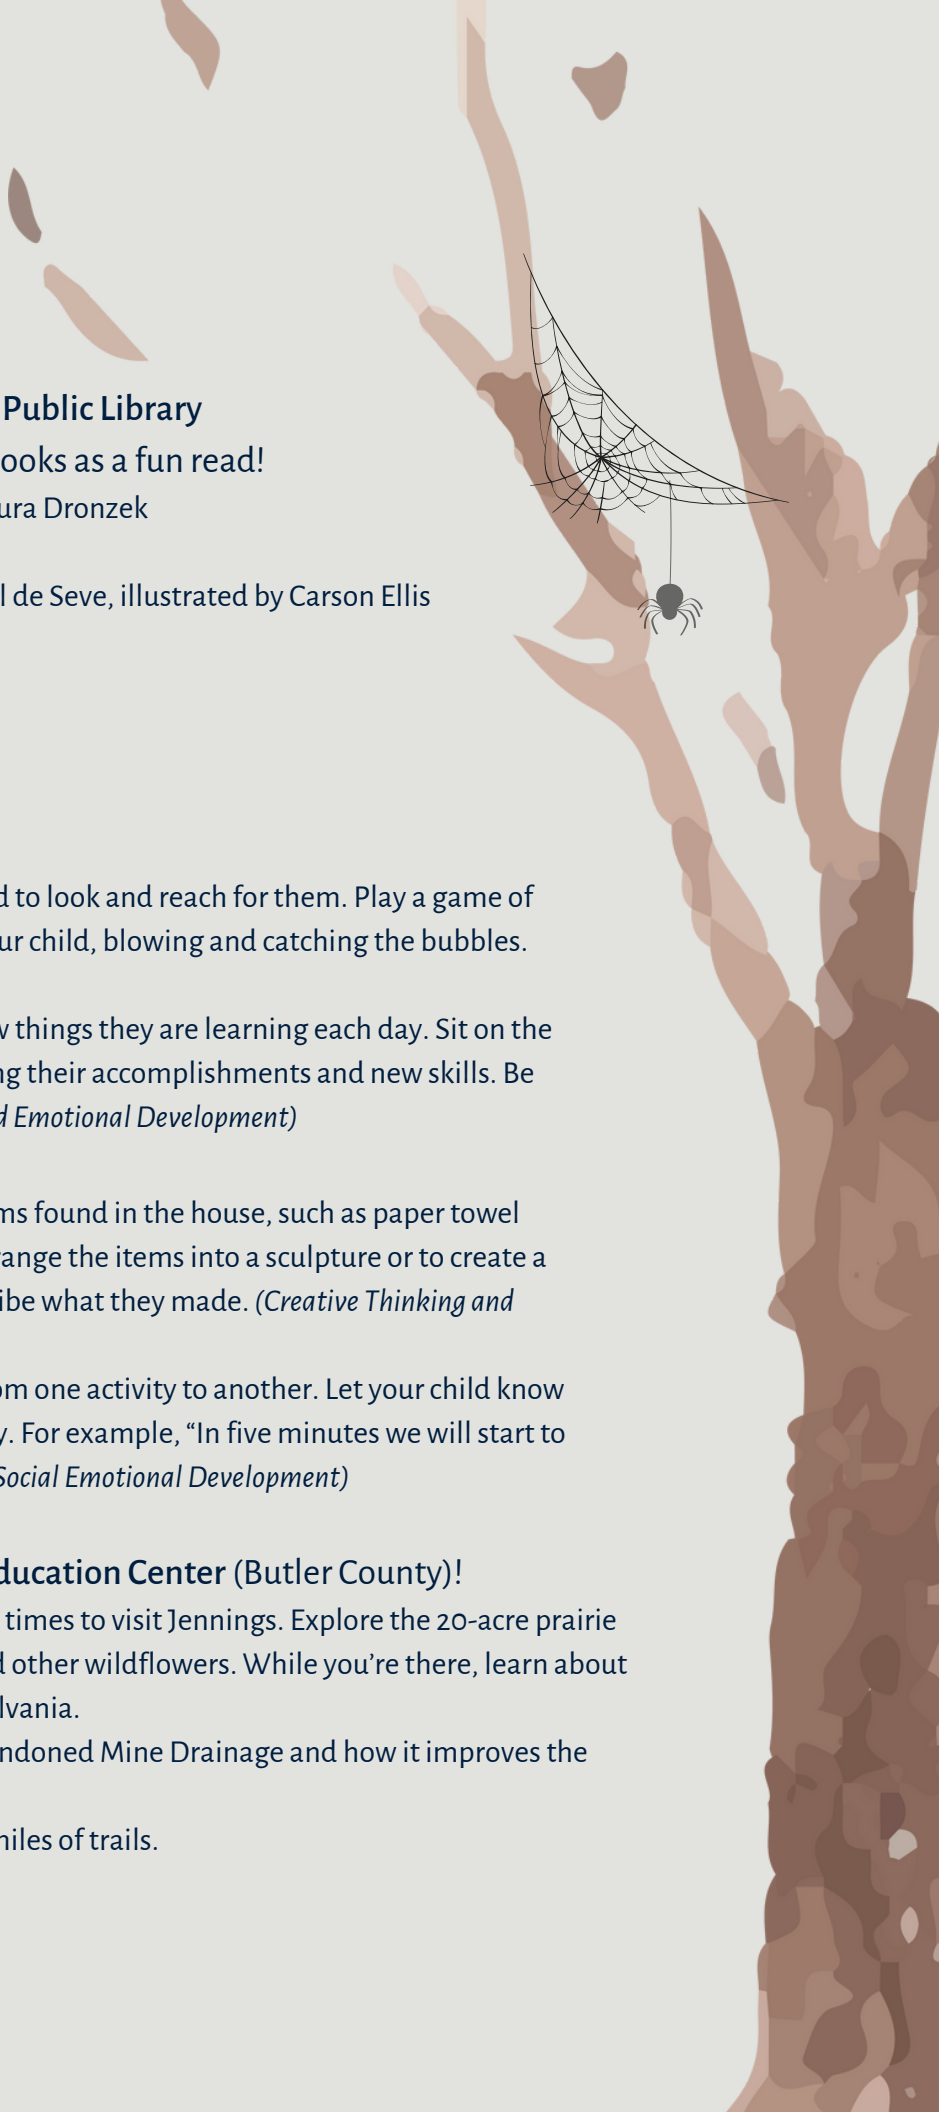 Public Library
ooks as a fun read!
ura Dronzek
l de Seve, illustrated by Carson Ellis
d to look and reach for them. Play a game of
ur child, blowing and catching the bubbles.
w things they are learning each day. Sit on the
ng their accomplishments and new skills. Be
d Emotional Development)
ms found in the house, such as paper towel
range the items into a sculpture or to create a
ibe what they made. (Creative Thinking and
om one activity to another. Let your child know
y. For example, “In five minutes we will start to
Social Emotional Development)
ducation Center (Butler County)!
times to visit Jennings. Explore the 20-acre prairie
d other wildflowers. While you’re there, learn about
lvania.
ndoned Mine Drainage and how it improves the
miles of trails.